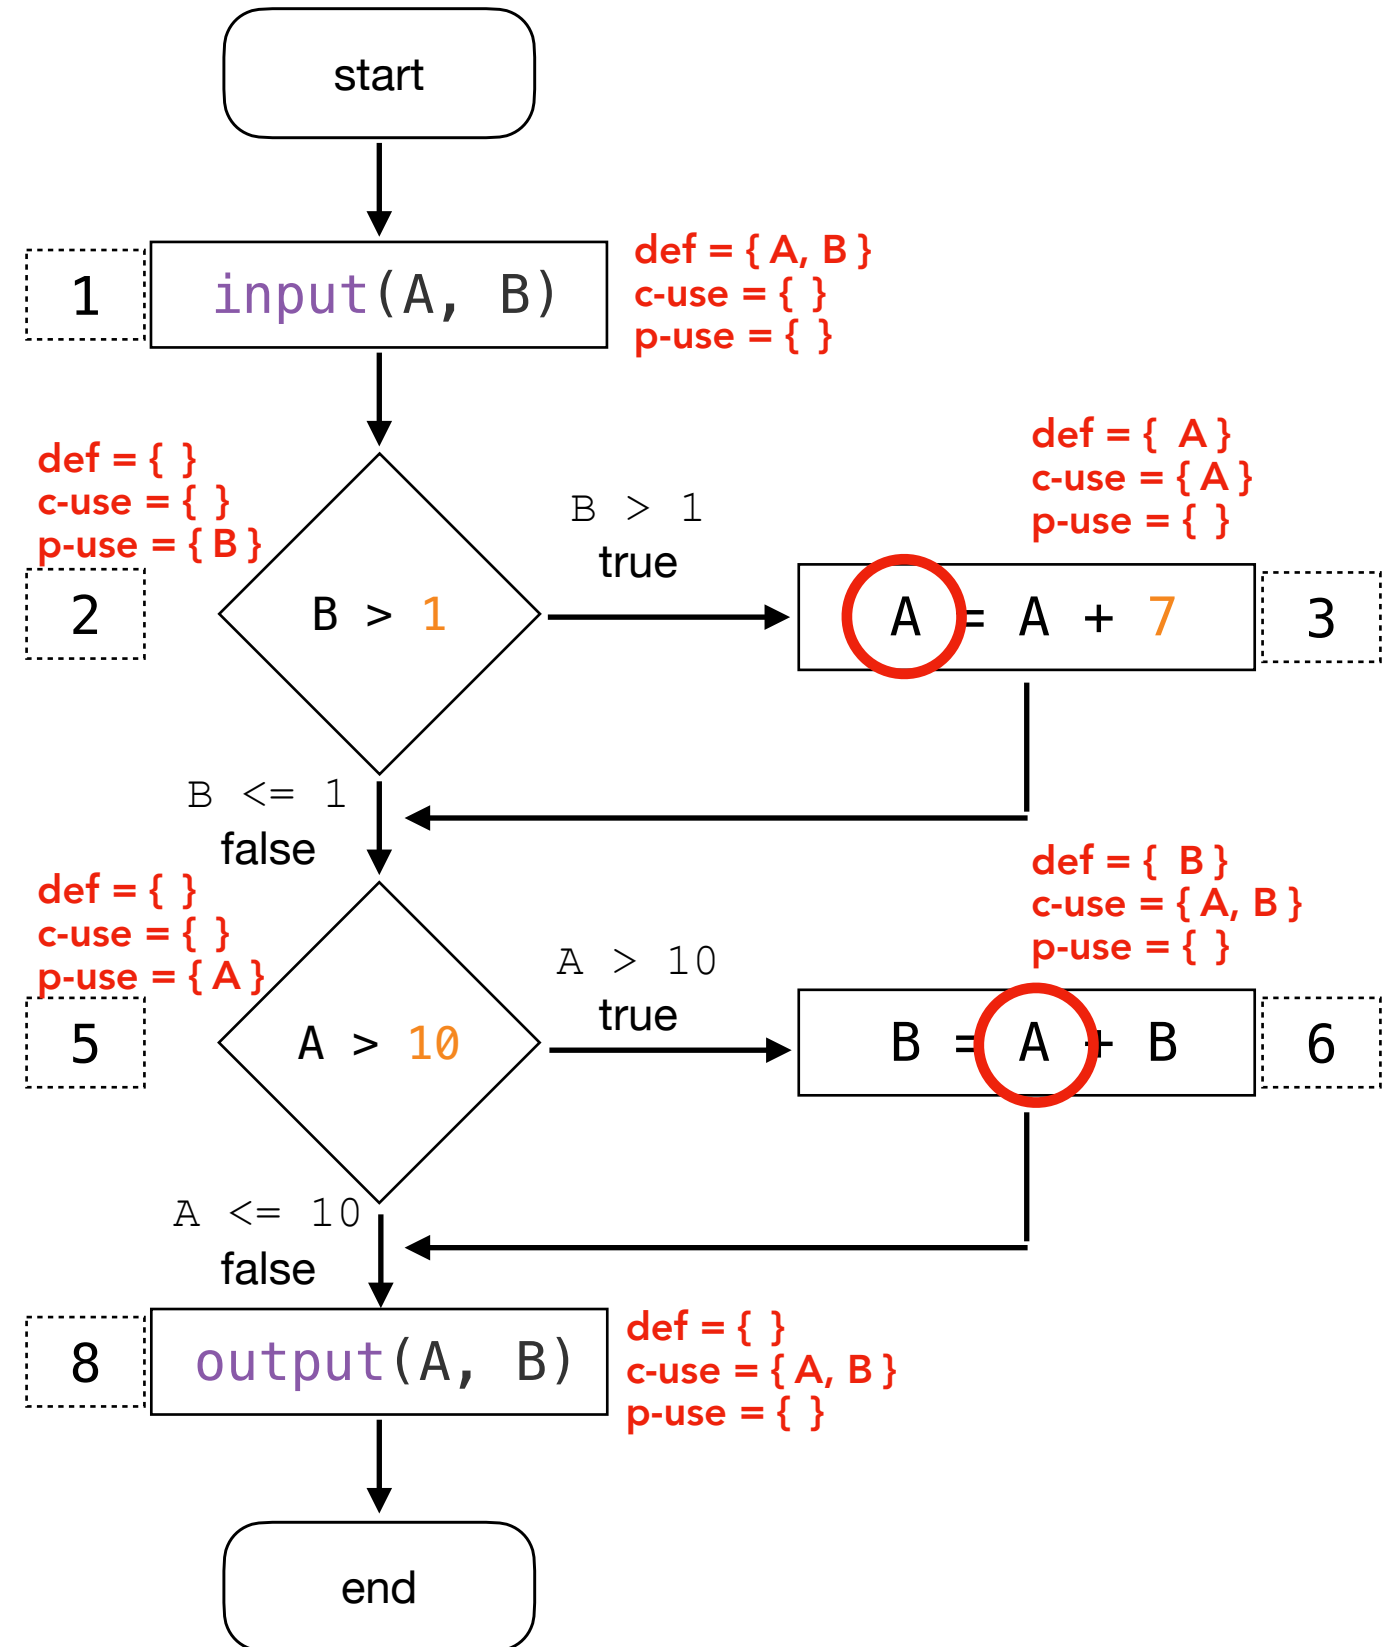 start
1
input(A, B)
def = { A, B }
c-use = { }
p-use = { }
def = { }
c-use = { }
p-use = { B }
2
B > 1
B > 1
true
def = { A }
c-use = { A }
p-use = { }
A = A + 7
3
B <= 1
false
def = { }
c-use = { }
p-use = { A }
5
A > 10
A > 10
true
def = { B }
c-use = { A, B }
p-use = { }
B = A + B
6
A <= 10
false
8
output(A, B)
def = { }
c-use = { A, B }
p-use = { }
end